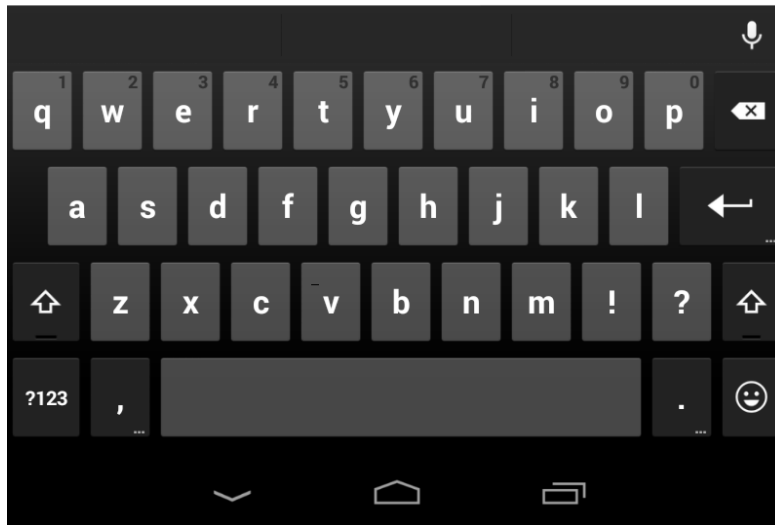 1 2 3 4 5 6 7 8 9 0
q w e r t y u i o p
a s d f g h j k l
z x c v b n m ! ?
?123 , .